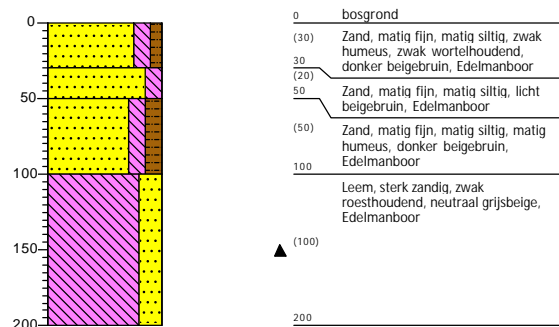 0
50
100
150
200
0 bosgrond
(30) Zand, matig fijn, matig siltig, zwak
humeus, zwak wortelhoudend,
30 donker beigebruin, Edelmanboor
(20)
50 Zand, matig fijn, matig siltig, licht
beigebruin, Edelmanboor
(50) Zand, matig fijn, matig siltig, matig
humeus, donker beigebruin,
Edelmanboor
100
Leem, sterk zandig, zwak
roesthoudend, neutraal grijsbeige,
Edelmanboor
(100)
200